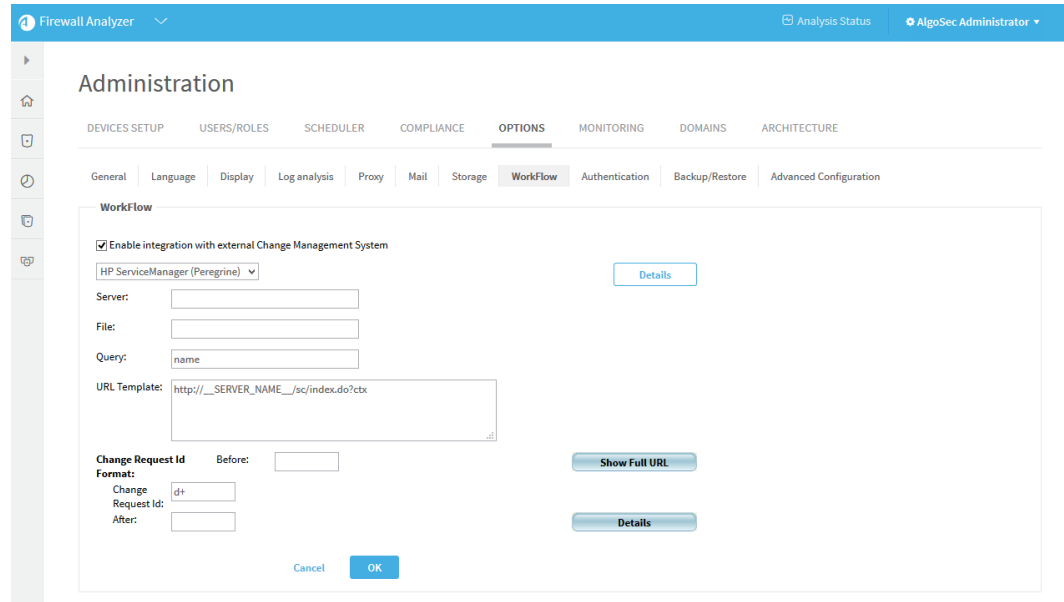 Firewall Analyzer
Analysis Status
AlgoSec Administrator
Administration
DEVICES SETUP USERS/ROLES SCHEDULER COMPLIANCE OPTIONS MONITORING DOMAINS ARCHITECTURE
General Language Display Log analysis Proxy Mail Storage WorkFlow Authentication Backup/Restore Advanced Configuration
WorkFlow
Enable integration with external Change Management System
HP ServiceManager (Peregrine) Details
Server:
File:
Query: name
URL Template: http://__SERVER_NAME__/sc/index.do?ctx
Change Request Id Before: Show Full URL
Format:
Change d+
Request Id:
After: Details
Cancel OK